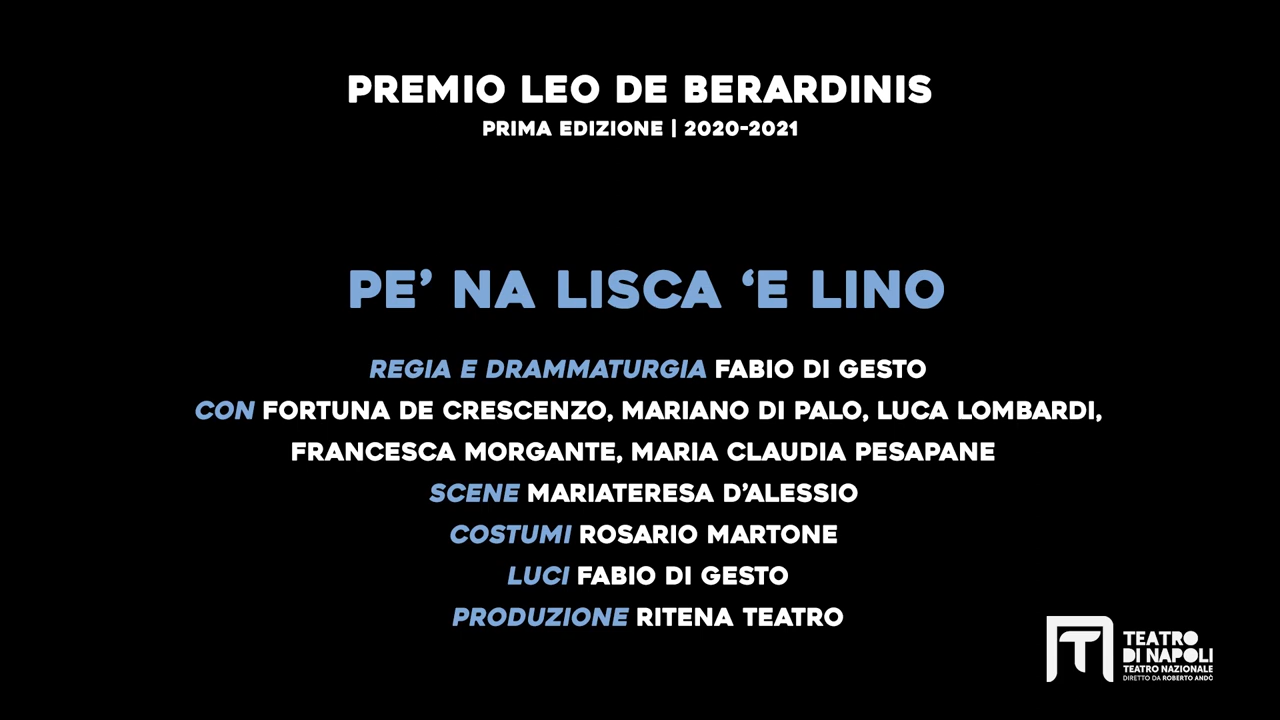 PREMIO LEO DE BERARDINIS
PRIMA EDIZIONE | 2020-2021
PE’ NA LISCA ‘E LINO
REGIA E DRAMMATURGIA FABIO DI GESTO
CON FORTUNA DE CRESCENZO, MARIANO DI PALO, LUCA LOMBARDI,
FRANCESCA MORGANTE, MARIA CLAUDIA PESAPANE
SCENE MARIATERESA D’ALESSIO
COSTUMI ROSARIO MARTONE
LUCI FABIO DI GESTO
PRODUZIONE RITENA TEATRO
TEATRO
DI NAPOLI
TEATRO NAZIONALE
DIRETTO DA ROBERTO ANDÒ